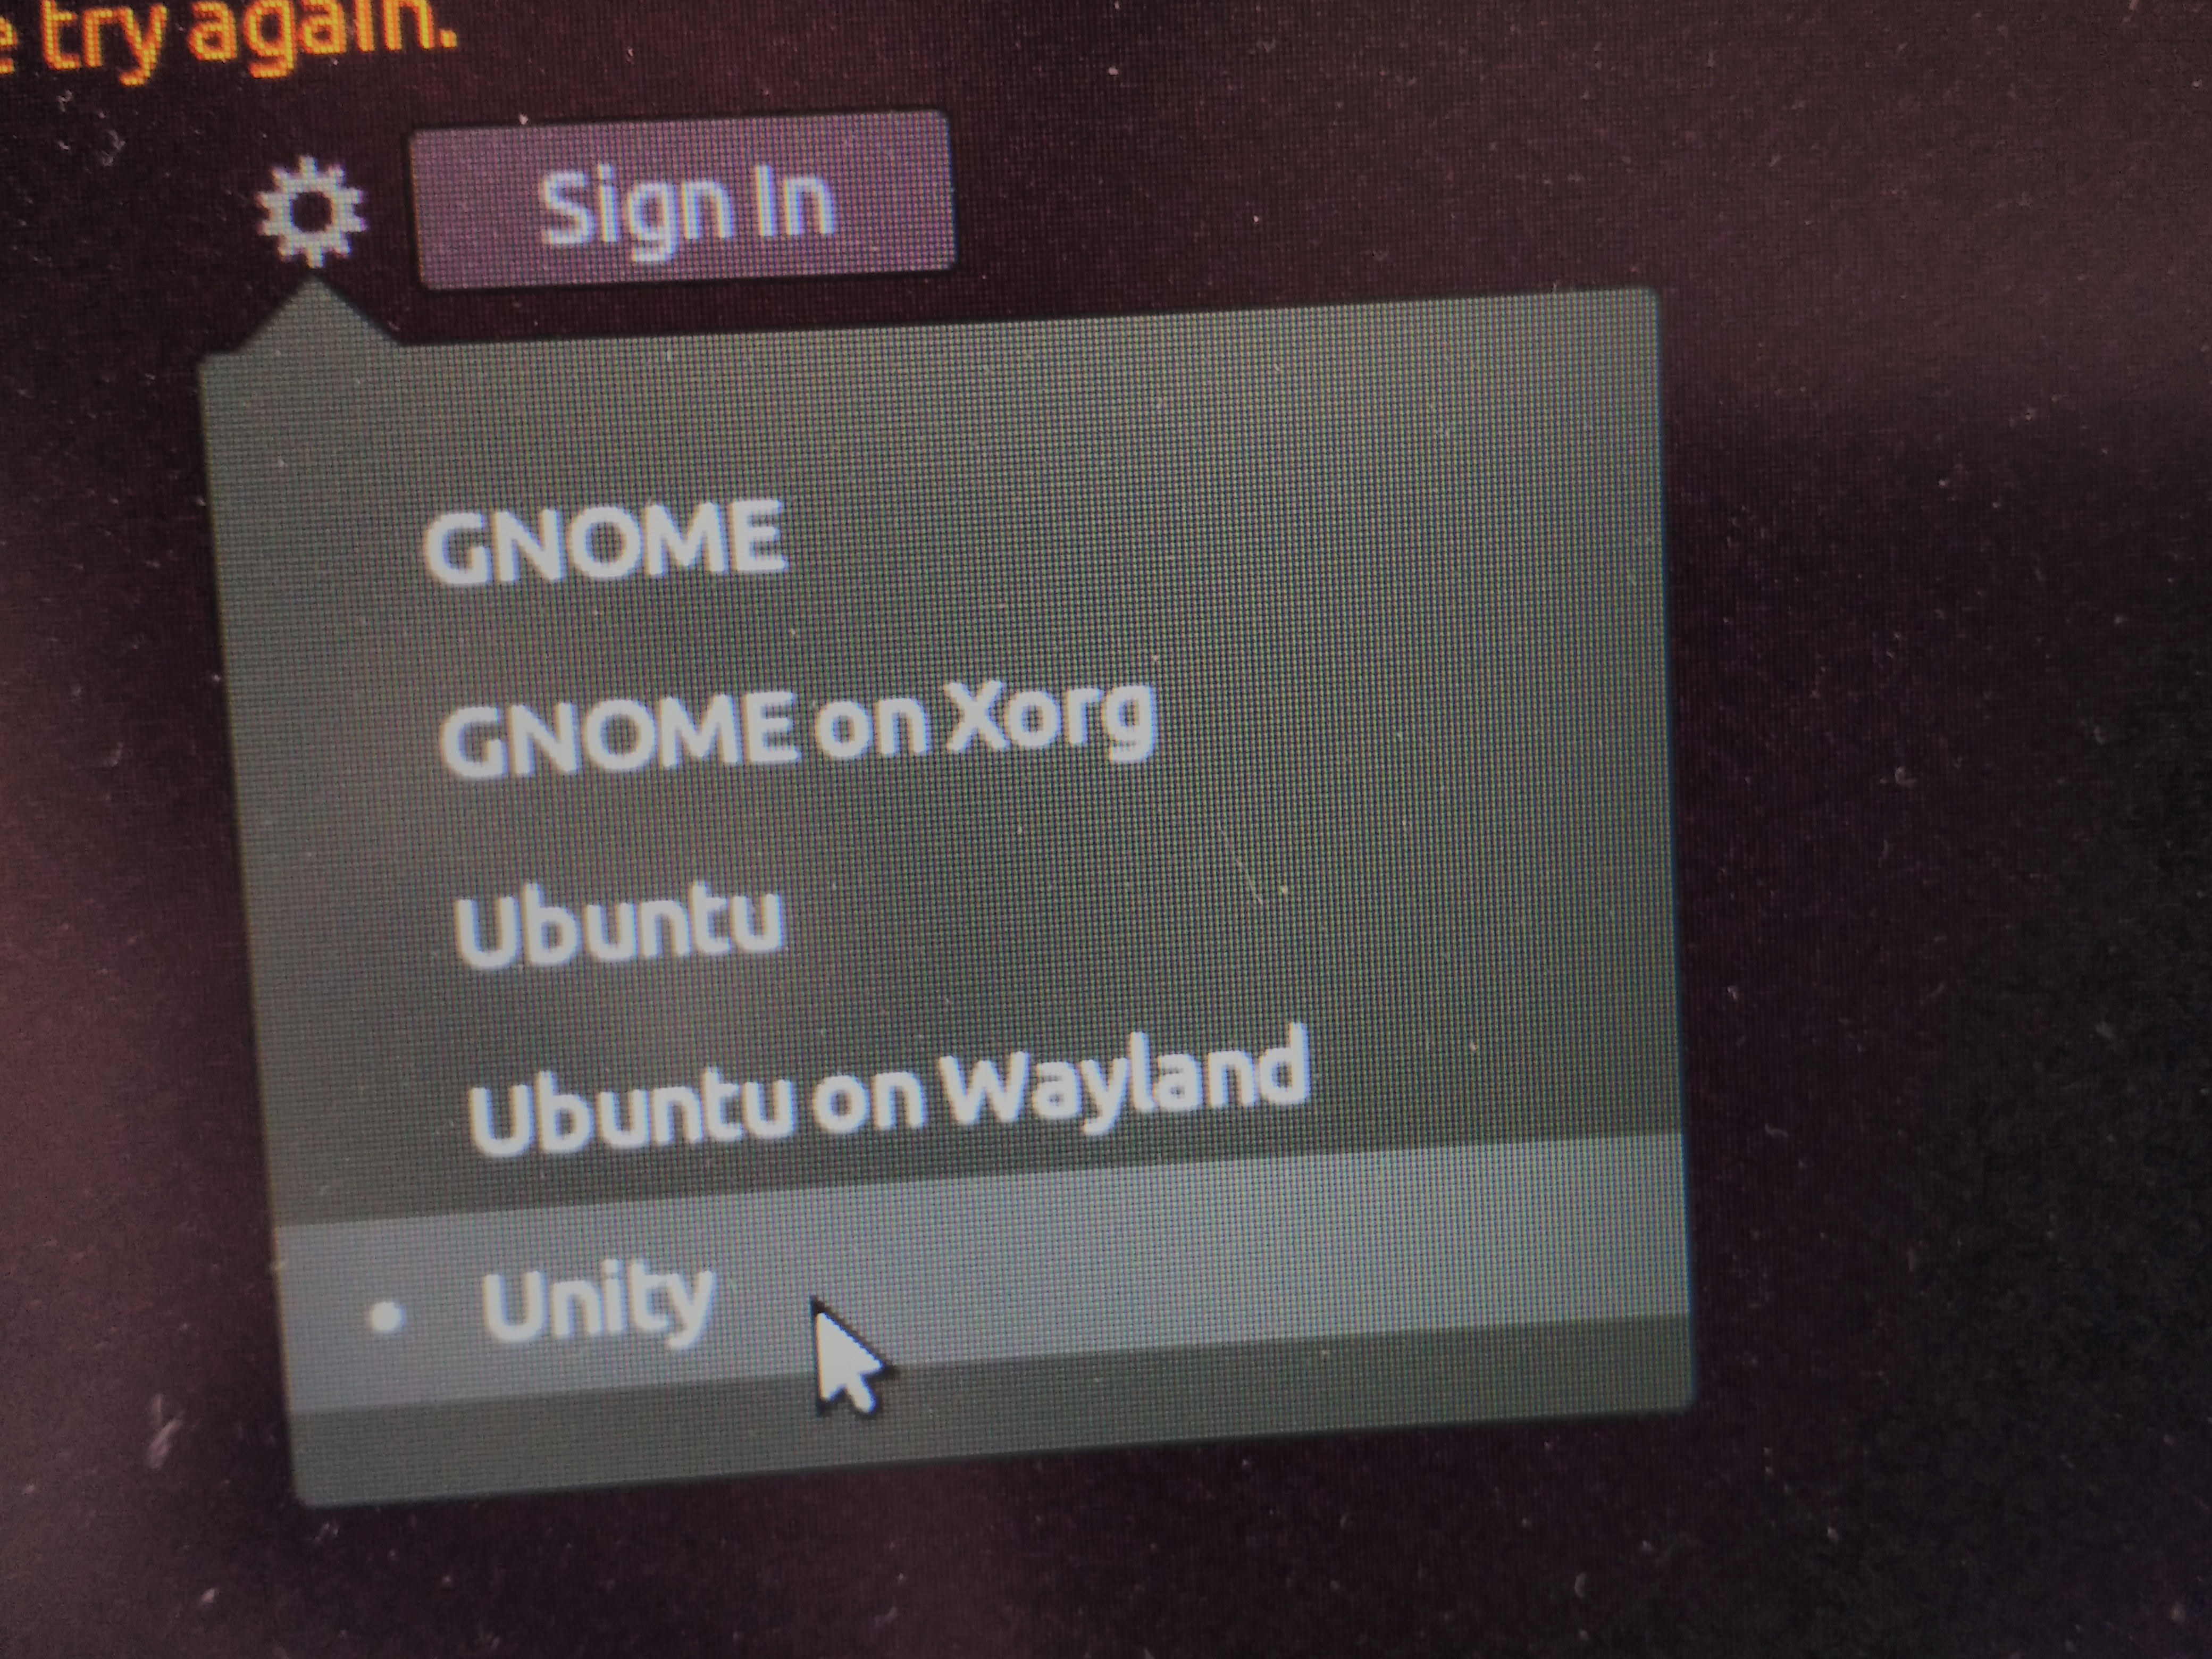 try again.
Sign In
GNOME
GNOME on Xorg
Ubuntu
Ubuntu on Wayland
Unity